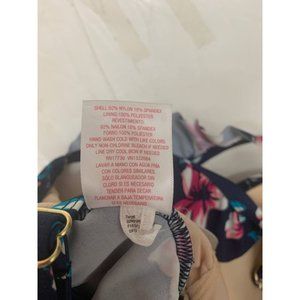 SHELL 82% NYLON 18% SPANDEX
LINING 100% POLYESTER
REVESTIMIENTO
82% NAILON 18% SPANDEX
FORRO 100% POLIESTER
HAND WASH COLD WITH LIKE COLORS
ONLY NON-CHLORINE BLEACH IF NEEDED
LINE DRY COOL IRON IF NEEDED
RN17730
LAVAR A MANO CON AGUA FRIA
CON COLORES SIMILARES
SOLO BLANQUEADOR SIN
CLORO SI ES NECESARIO
TENDER PARA SECAR
PLANCHAR A BAJA TEMPERATURA
SI ES NECESARIO